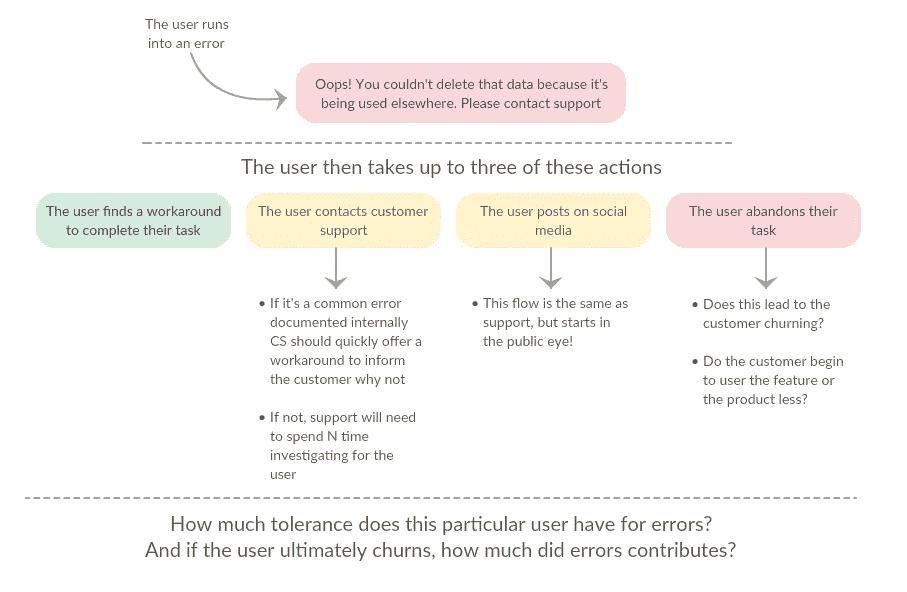 The user runs
into an error
Oops! You couldn't delete that data because it's
being used elsewhere. Please contact support
The user then takes up to three of these actions
The user finds a workaround
to complete their task
The user contacts customer
support
The user posts on social
media
The user abandons their
task
• If it's a common error
documented internally
CS should quickly offer a
workaround to inform
the customer why not
• If not, support will need
to spend N time
investigating for the
user
• This flow is the same as
support, but starts in
the public eye!
• Does this lead to the
customer churning?
• Do the customer begin
to user the feature or
the product less?
How much tolerance does this particular user have for errors?
And if the user ultimately churns, how much did errors contributes?